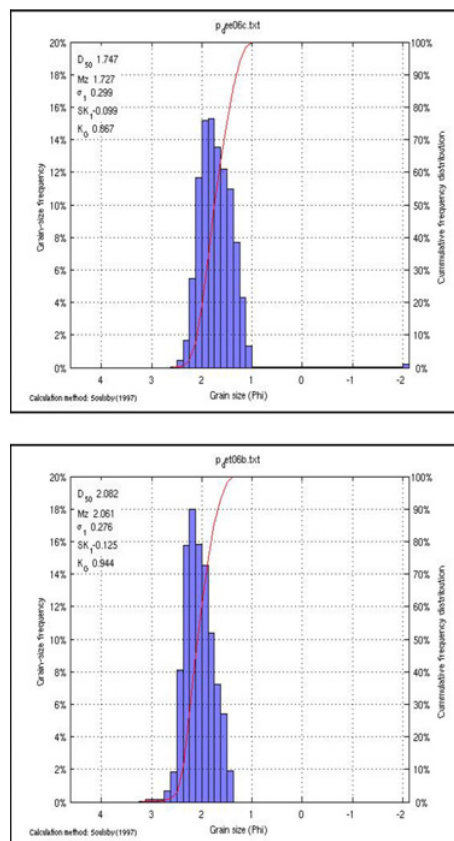 p_dee06c.txt
D50 1.747
Mz 1.727
σ1 0.299
SK1-0.099
KG 0.867
20%
18%
16%
14%
12%
10%
8%
6%
4%
2%
0%
Grain-size frequency
100%
90%
80%
70%
60%
50%
40%
30%
20%
10%
0%
Cummulative frequency distribution
4 3 2 1 0 -1 -2
Grain size (Phi)
Calculation method: Soulsby (1997)
p_det06b.txt
D50 2.082
Mz 2.061
σ1 0.276
SK1-0.125
KG 0.944
20%
18%
16%
14%
12%
10%
8%
6%
4%
2%
0%
Grain-size frequency
100%
90%
80%
70%
60%
50%
40%
30%
20%
10%
0%
Cummulative frequency distribution
4 3 2 1 0 -1 -2
Grain size (Phi)
Calculation method: Soulsby (1997)